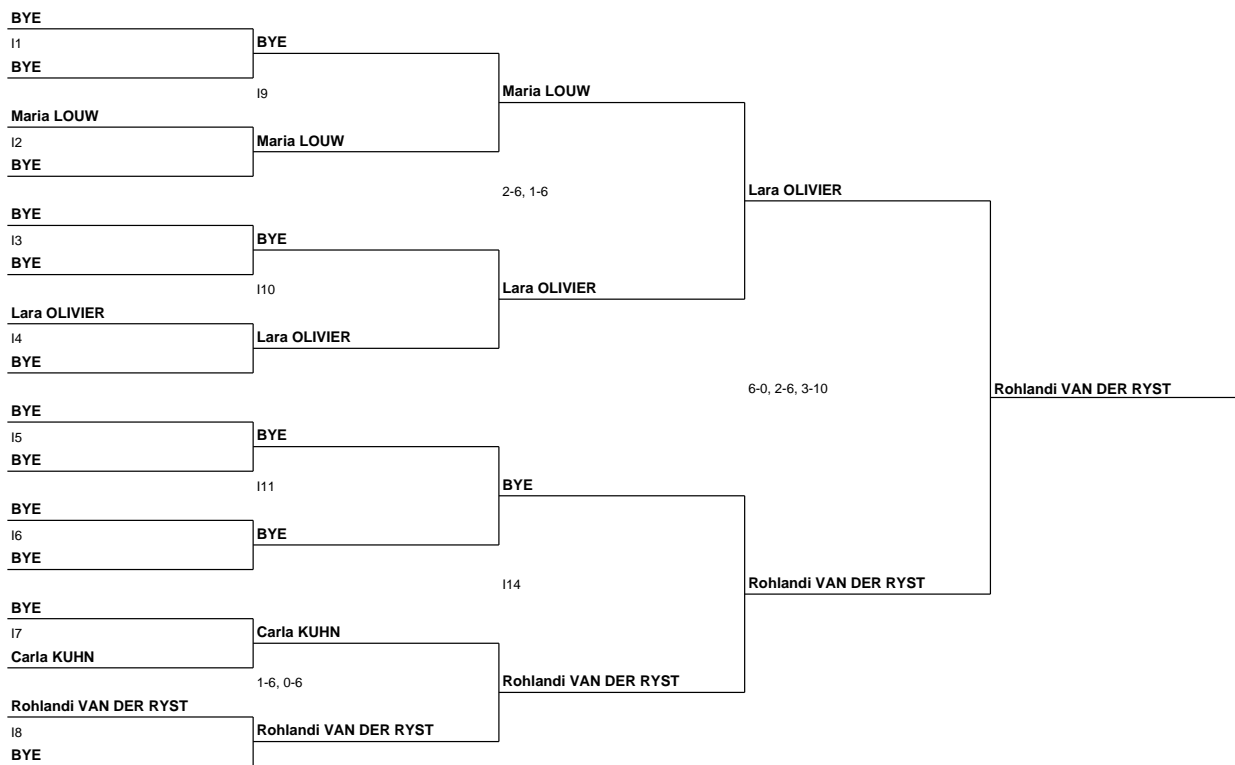 BYE
I1
BYE
BYE
I9
Maria LOUW
Maria LOUW
I2
Maria LOUW
BYE
2-6, 1-6
Lara OLIVIER
BYE
I3
BYE
BYE
I10
Lara OLIVIER
Lara OLIVIER
I4
Lara OLIVIER
BYE
6-0, 2-6, 3-10
Rohlandi VAN DER RYST
BYE
I5
BYE
BYE
I11
BYE
BYE
I6
BYE
BYE
I14
Rohlandi VAN DER RYST
BYE
I7
Carla KUHN
Carla KUHN
1-6, 0-6
Rohlandi VAN DER RYST
Rohlandi VAN DER RYST
I8
Rohlandi VAN DER RYST
BYE